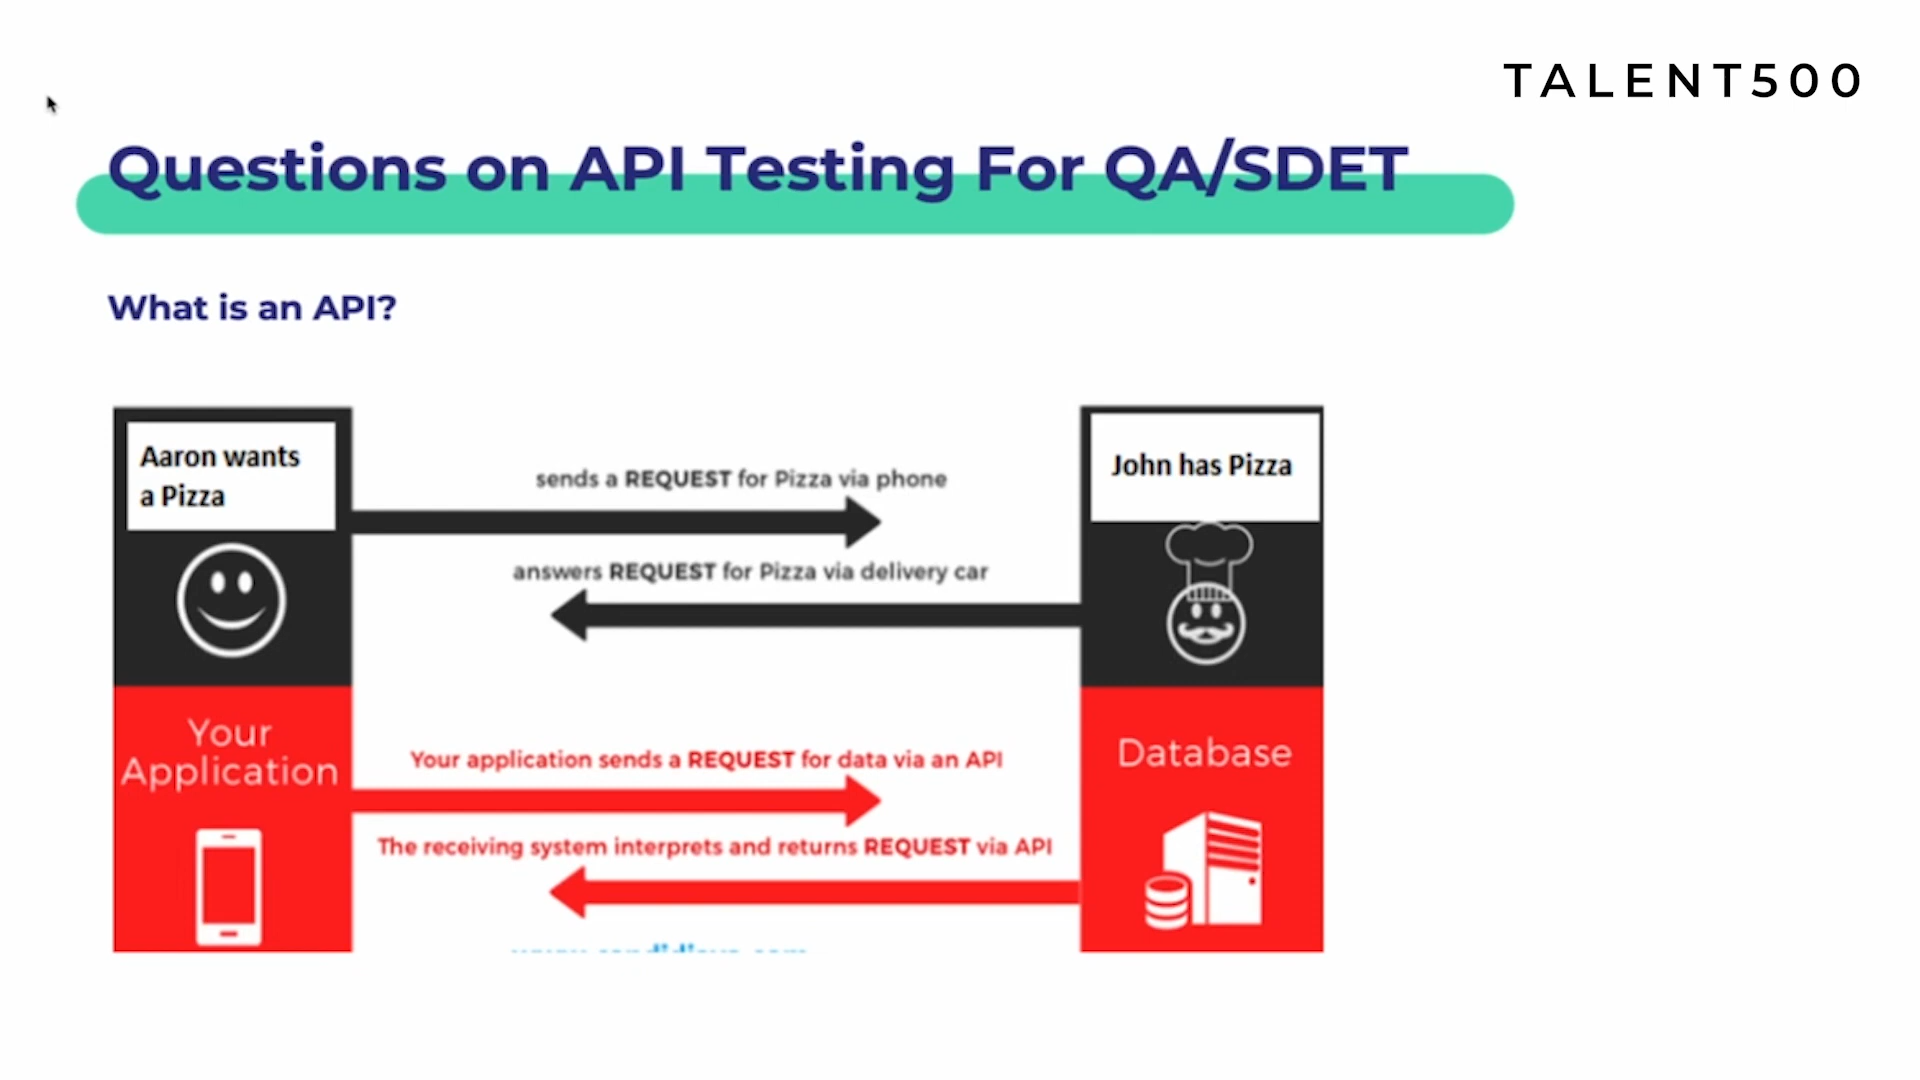 TALENT500
Questions on API Testing For QA/SDET
What is an API?
Aaron wants
a Pizza
sends a REQUEST for Pizza via phone
John has Pizza
answers REQUEST for Pizza via delivery car
Your
Application
Your application sends a REQUEST for data via an API
Database
The receiving system interprets and returns REQUEST via API